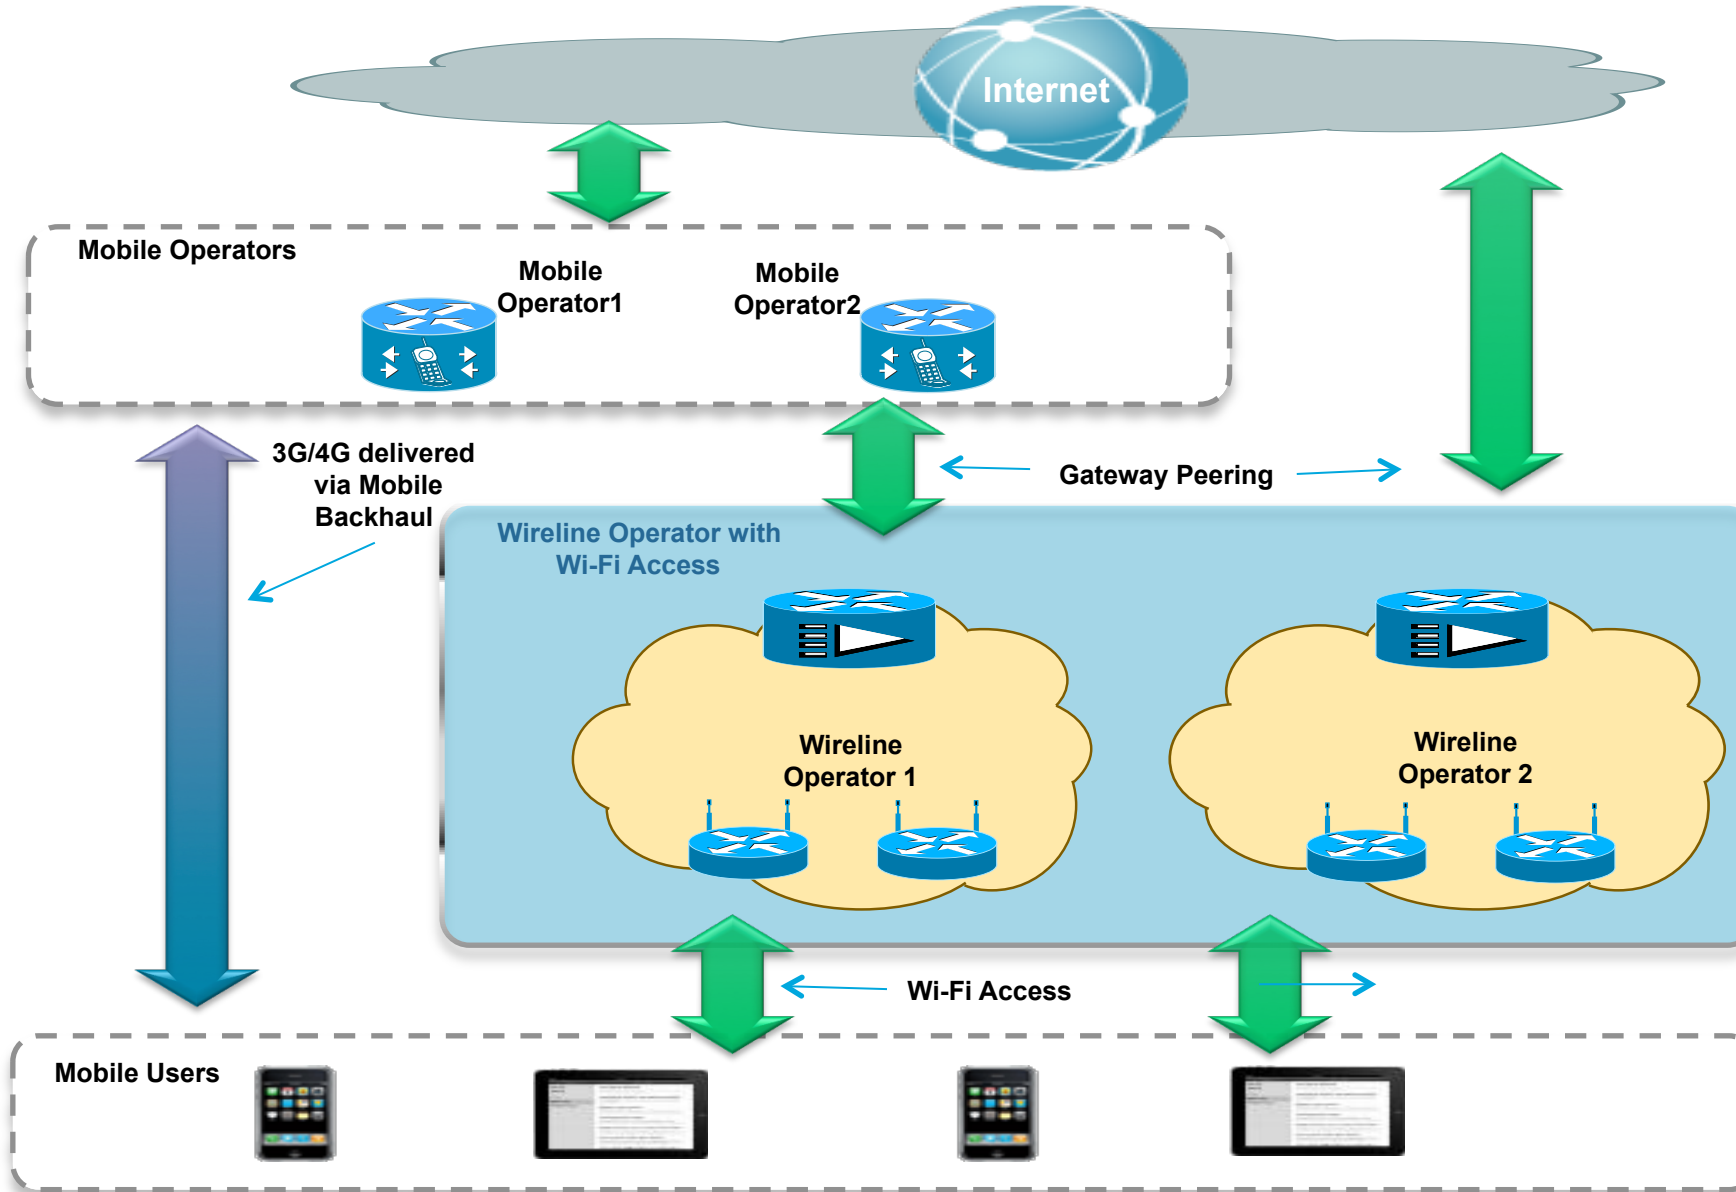 Internet
Mobile Operators
Mobile
Operator1
Mobile
Operator2
3G/4G delivered
via Mobile
Backhaul
Gateway Peering
Wireline Operator with
Wi-Fi Access
Wireline
Operator 1
Wireline
Operator 2
Wi-Fi Access
Mobile Users